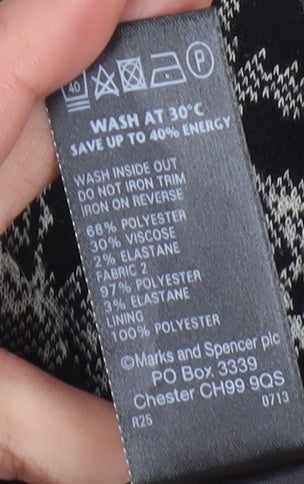 40 P
WASH AT 30°C
SAVE UP TO 40% ENERGY
WASH INSIDE OUT
DO NOT IRON TRIM
IRON ON REVERSE
68% POLYESTER
30% VISCOSE
2% ELASTANE
FABRIC 2
97% POLYESTER
3% ELASTANE
LINING
100% POLYESTER
©Marks and Spencer plc
PO Box 3339
Chester CH99 9QS
R25 0713